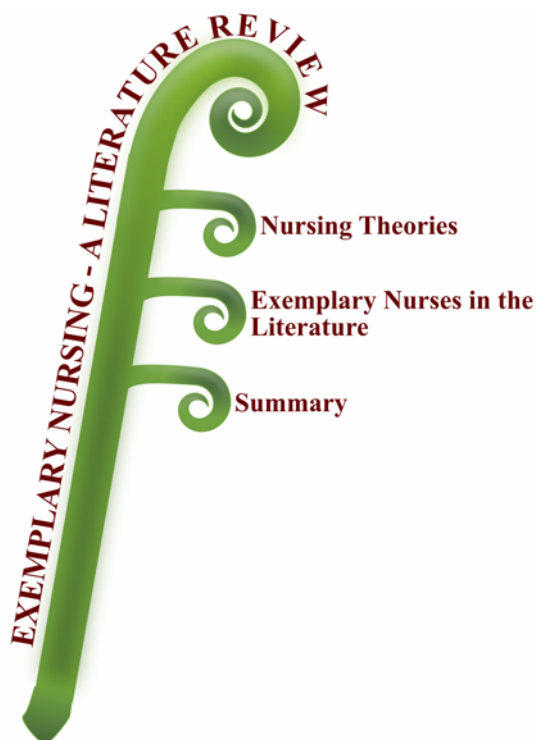 EXEMPLARY NURSING - A LITERATURE REVIEW
Nursing Theories
Exemplary Nurses in the
Literature
Summary